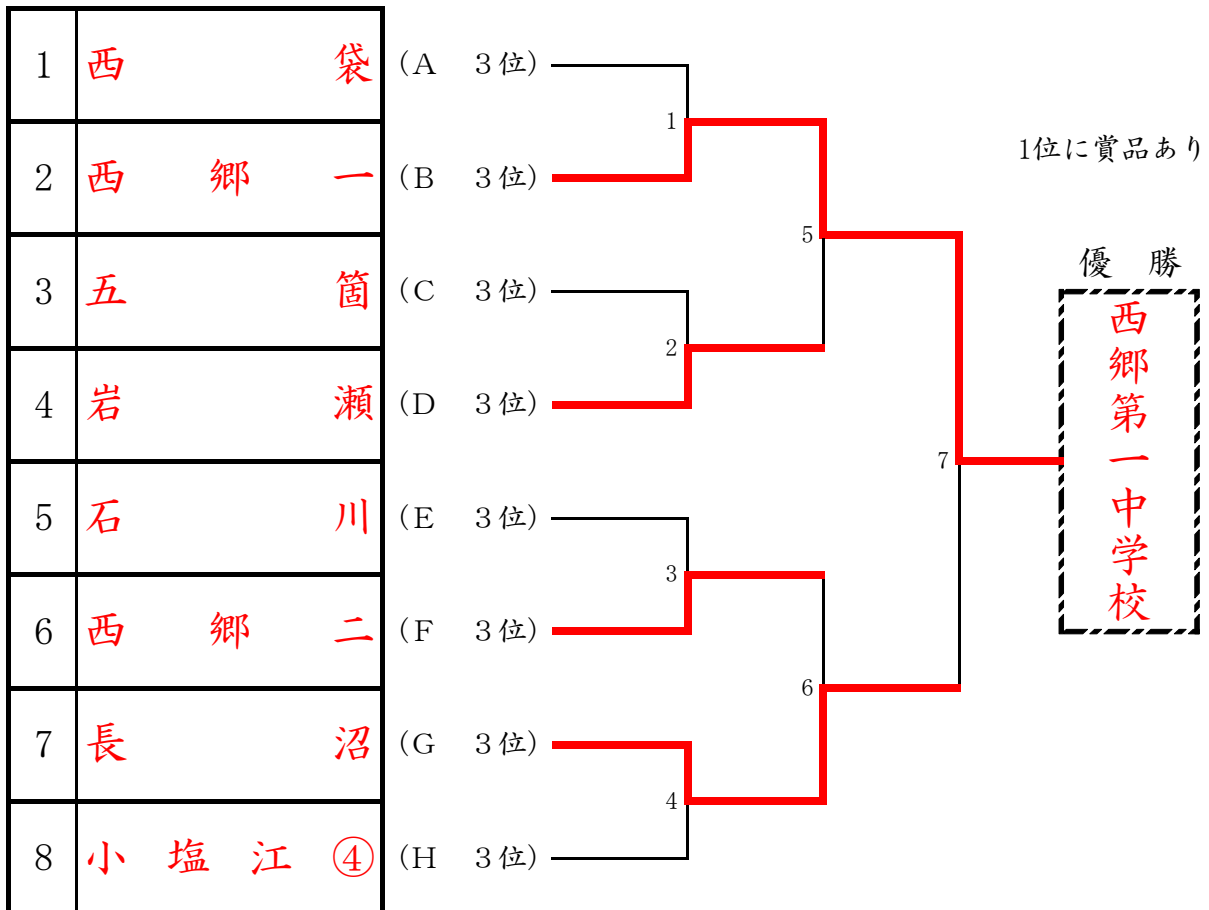 1 西袋 (A 3位)
1
1位に賞品あり
2 西郷一 (B 3位)
5
優勝
3 五箇 (C 3位)
西郷第一中学校
2
4 岩瀬 (D 3位)
7
5 石川 (E 3位)
3
6 西郷二 (F 3位)
6
7 長沼 (G 3位)
4
8 小塩江④ (H 3位)